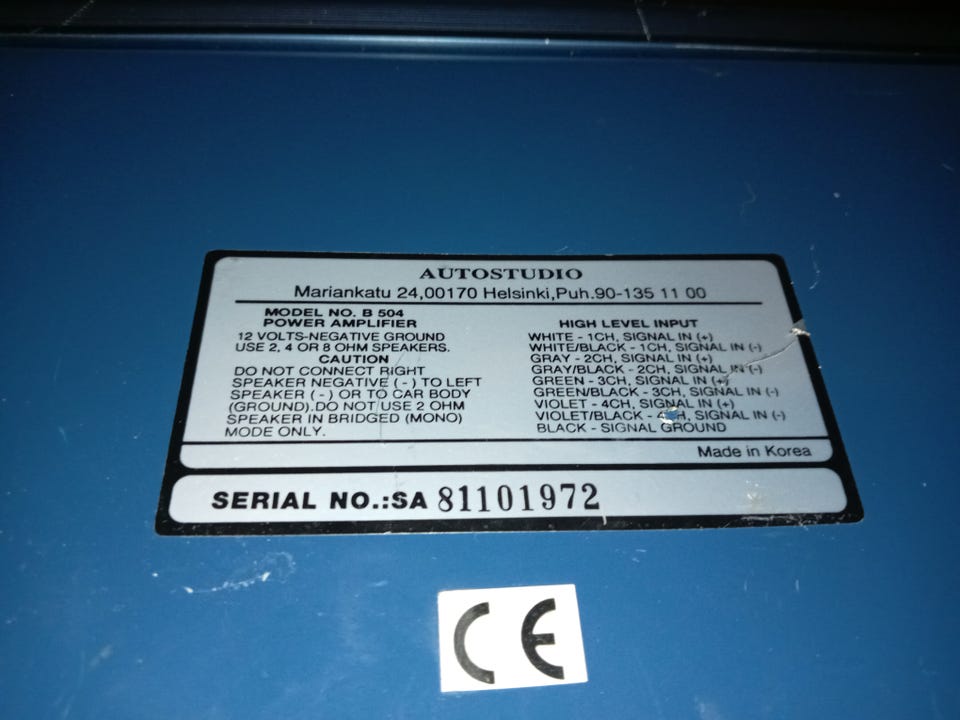 AUTOSTUDIO
Mariankatu 24,00170 Helsinki,Puh.90-135 11 00
MODEL NO. B 504
POWER AMPLIFIER
12 VOLTS-NEGATIVE GROUND
USE 2, 4 OR 8 OHM SPEAKERS.
CAUTION
DO NOT CONNECT RIGHT
SPEAKER NEGATIVE ( - ) TO LEFT
SPEAKER ( - ) OR TO CAR BODY
(GROUND).DO NOT USE 2 OHM
SPEAKER IN BRIDGED (MONO)
MODE ONLY.
HIGH LEVEL INPUT
WHITE - 1CH, SIGNAL IN (+)
WHITE/BLACK - 1CH, SIGNAL IN (-)
GRAY - 2CH, SIGNAL IN (+)
GRAY/BLACK - 2CH, SIGNAL IN (-)
GREEN - 3CH, SIGNAL IN (+)
GREEN/BLACK - 3CH, SIGNAL IN (-)
VIOLET - 4CH, SIGNAL IN (+)
VIOLET/BLACK - 4CH, SIGNAL IN (-)
BLACK - SIGNAL GROUND
Made in Korea
SERIAL NO.:SA 81101972
CE